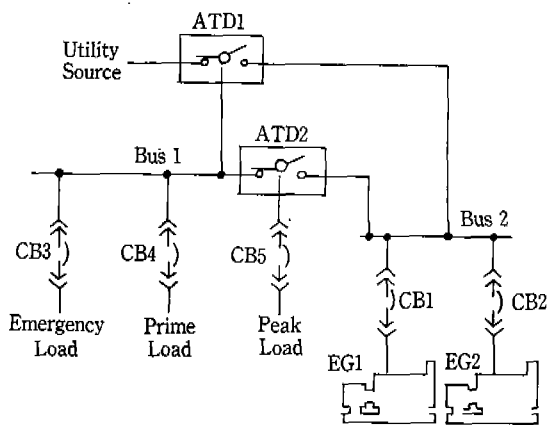 ATD1
Utility
Source
ATD2
Bus 1
Bus 2
CB3
CB4
CB5
CB1
CB2
Emergency
Load
Prime
Load
Peak
Load
EG1
EG2